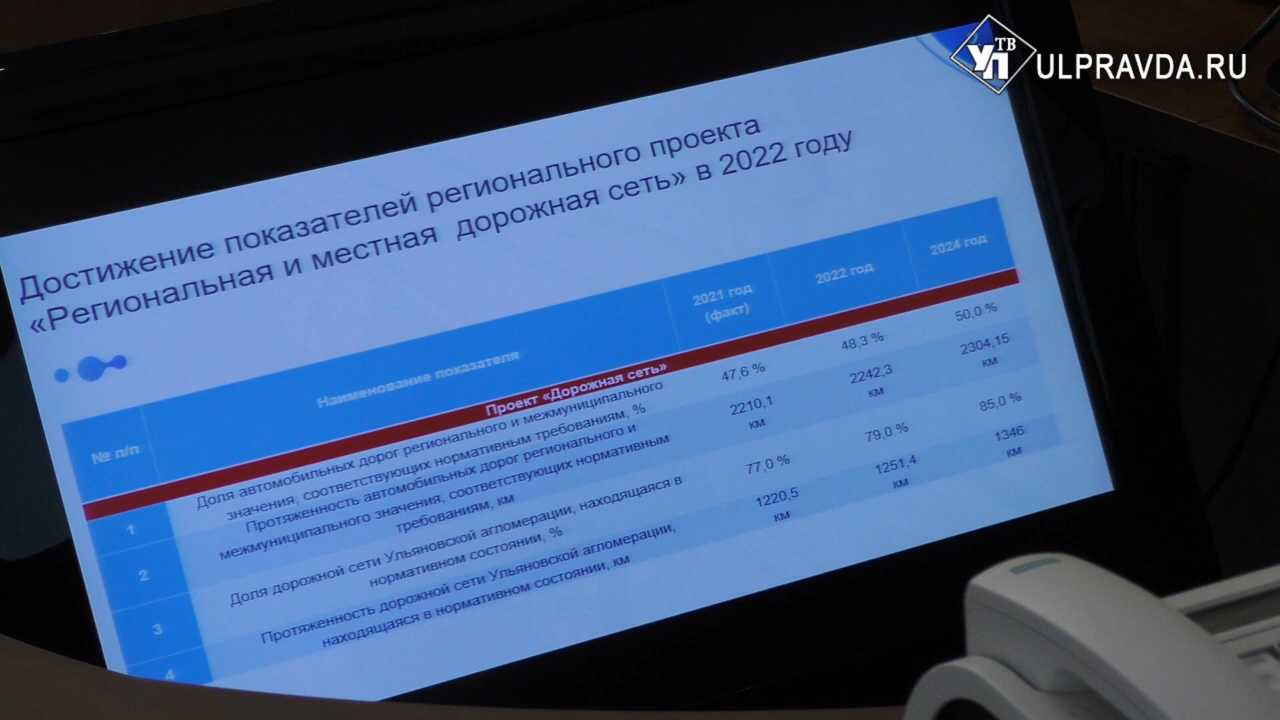 УП ТВ ULPRAVDA.RU
Достижение показателей регионального проекта
«Региональная и местная дорожная сеть» в 2022 году
№ п/п Наименование показателя 2021 год (факт) 2022 год 2024 год
Проект «Дорожная сеть»
1 Доля автомобильных дорог регионального и межмуниципального
значения, соответствующих нормативным требованиям, %
47,6 % 48,3 % 50,0 %
2 Протяженность автомобильных дорог регионального и
межмуниципального значения, соответствующих нормативным
требованиям, км
2210,1 км 2242,3 км 2304,15 км
3 Доля дорожной сети Ульяновской агломерации, находящаяся в
нормативном состоянии, %
77,0 % 79,0 % 85,0 %
4 Протяженность дорожной сети Ульяновской агломерации,
находящаяся в нормативном состоянии, км
1220,5 км 1251,4 км 1346 км